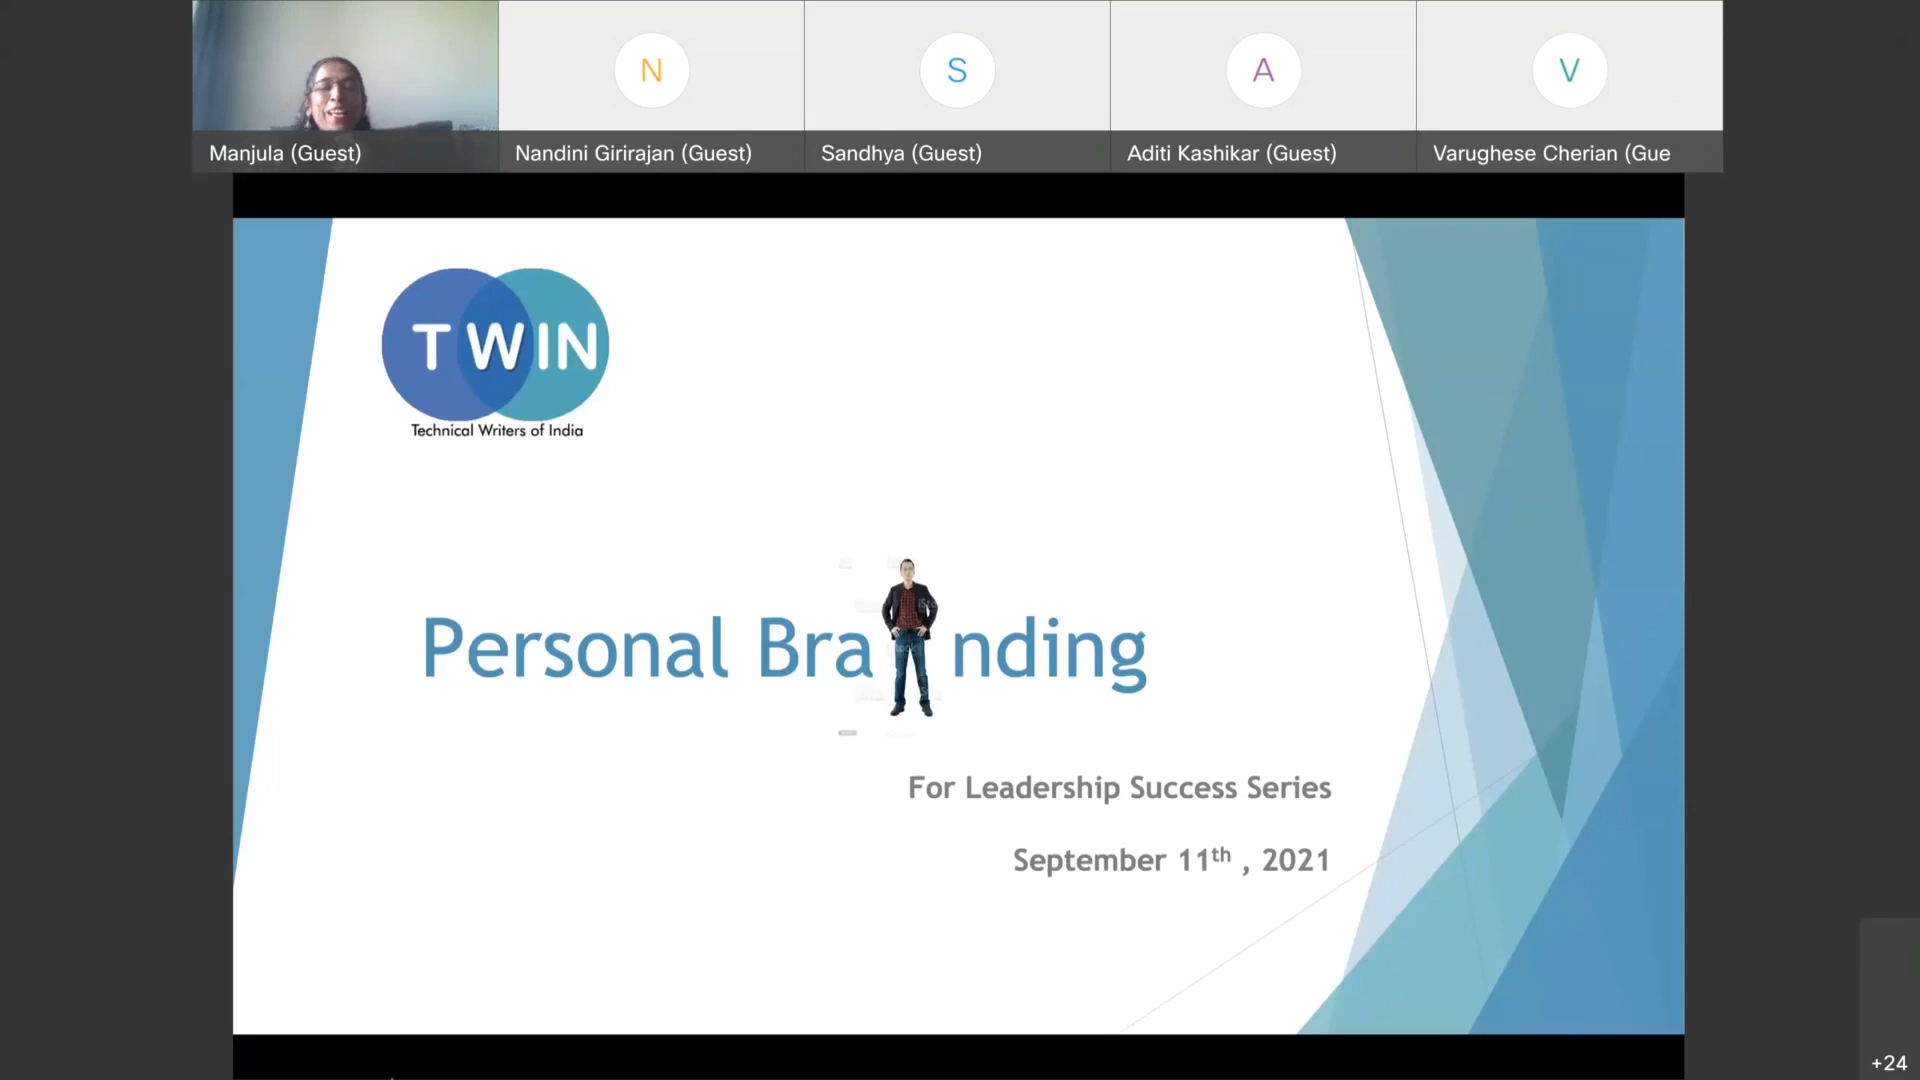 N
S
A
V
Manjula (Guest)
Nandini Girirajan (Guest)
Sandhya (Guest)
Aditi Kashikar (Guest)
Varughese Cherian (Gue
TWIN
Technical Writers of India
Personal Bra nding
For Leadership Success Series
September 11th , 2021
+24